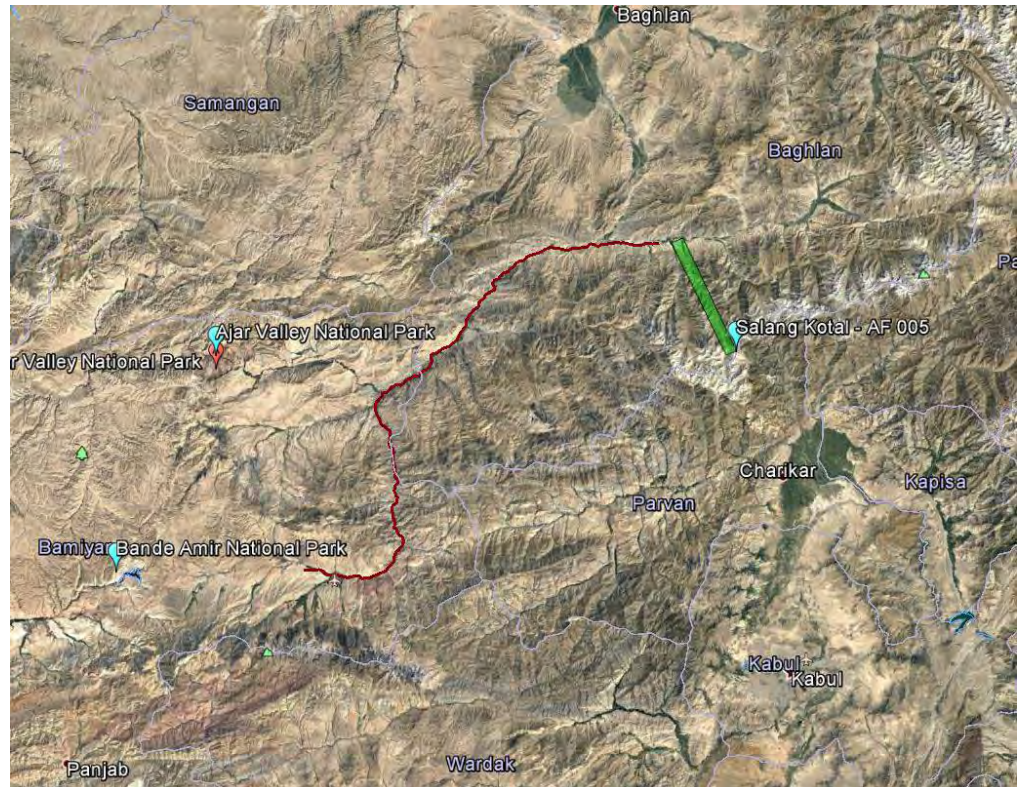 Baghlan
Samangan
Baghlan
Pa
Ajar Valley National Park
Salang Kotal - AF 005
r Valley National Park
Charikar
Kapisa
Parvan
Bamiyan
Bande Amir National Park
Kabul
Kabul
Wardak
Panjab